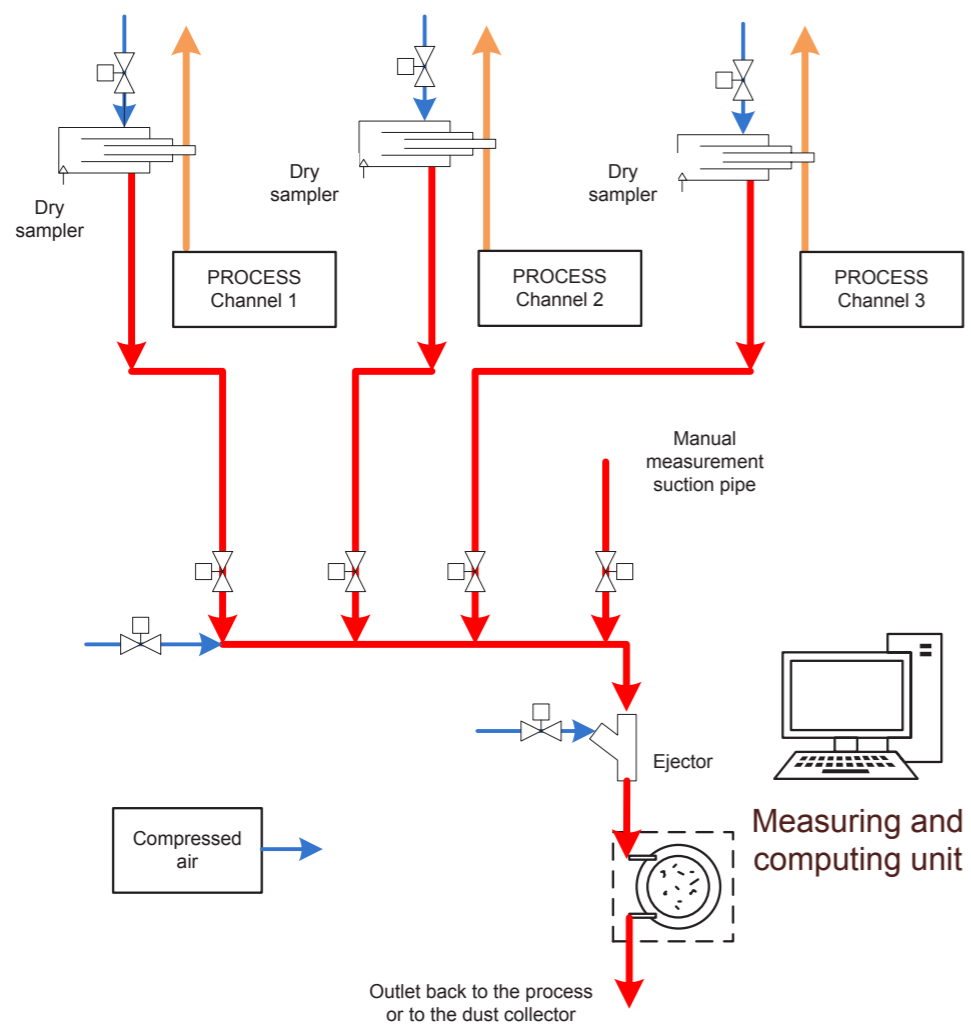 Dry
sampler
Dry
sampler
Dry
sampler
PROCESS
Channel 1
PROCESS
Channel 2
PROCESS
Channel 3
Manual
measurement
suction pipe
Ejector
Compressed
air
Measuring and
computing unit
Outlet back to the process
or to the dust collector